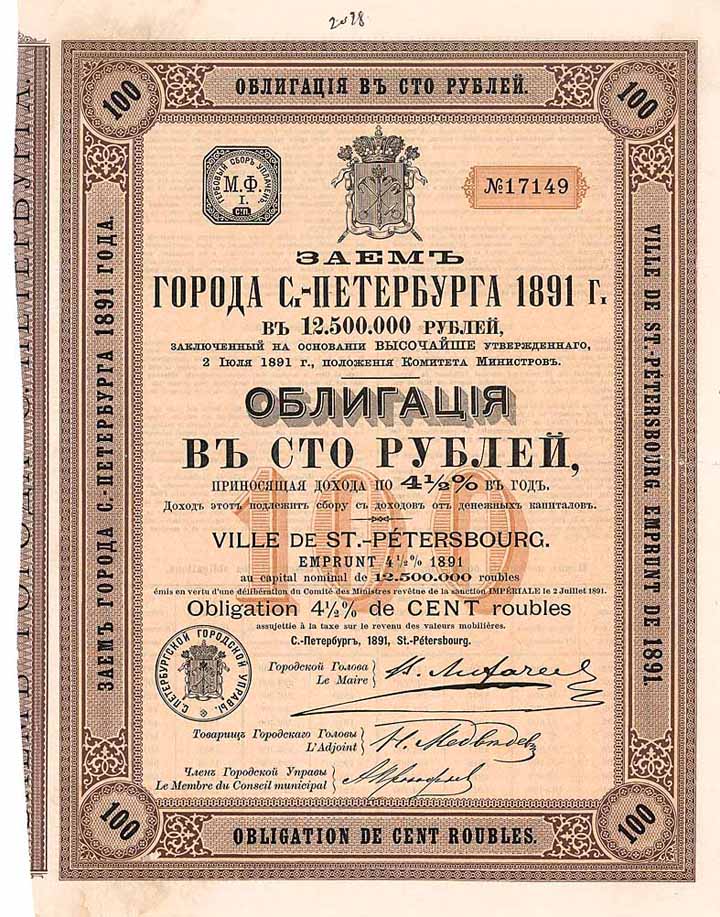 2028
100
ОБЛИГАЦІЯ ВЪ СТО РУБЛЕЙ.
100
ГЕРБОВЫЙ СБОРЪ УПЛАЧЕНЪ.
М.Ф.
I.
С.П.
№17149
ЗАЕМЪ
ГОРОДА С.-ПЕТЕРБУРГА 1891 Г.
ВЪ 12.500.000 РУБЛЕЙ,
ЗАКЛЮЧЕННЫЙ НА ОСНОВАНІИ ВЫСОЧАЙШЕ УТВЕРЖДЕННАГО,
2 ІЮЛЯ 1891 Г., ПОЛОЖЕНІЯ КОМИТЕТА МИНИСТРОВЪ.
ОБЛИГАЦІЯ
ВЪ СТО РУБЛЕЙ,
ПРИНОСЯЩАЯ ДОХОДА ПО 4½% ВЪ ГОДЪ.
Доходъ этотъ подлежитъ сбору съ доходовъ отъ денежныхъ капиталовъ.
100
VILLE DE ST.-PÉTERSBOURG.
EMPRUNT 4½% 1891
au capital nominal de 12.500.000 roubles
émis en vertu d'une délibération du Comité des Ministres revêtue de la sanction IMPÉRIALE le 2 Juillet 1891.
Obligation 4½% de CENT roubles
assujettie à la taxe sur le revenu des valeurs mobilières.
С.-Петербургъ, 1891, St.-Pétersbourg.
С.ПЕТЕРБУРГСКОЙ ГОРОДСКОЙ УПРАВЫ.
Городской Голова
Le Maire
В. Лихачев
Товарищъ Городскаго Головы
L'Adjoint
Н. Медвѣдевъ
Членъ Городской Управы
Le Membre du Conseil municipal
ЗАЕМЪ ГОРОДА С.-ПЕТЕРБУРГА 1891 ГОДА.
VILLE DE ST.-PÉTERSBOURG. EMPRUNT DE 1891.
100
OBLIGATION DE CENT ROUBLES.
100